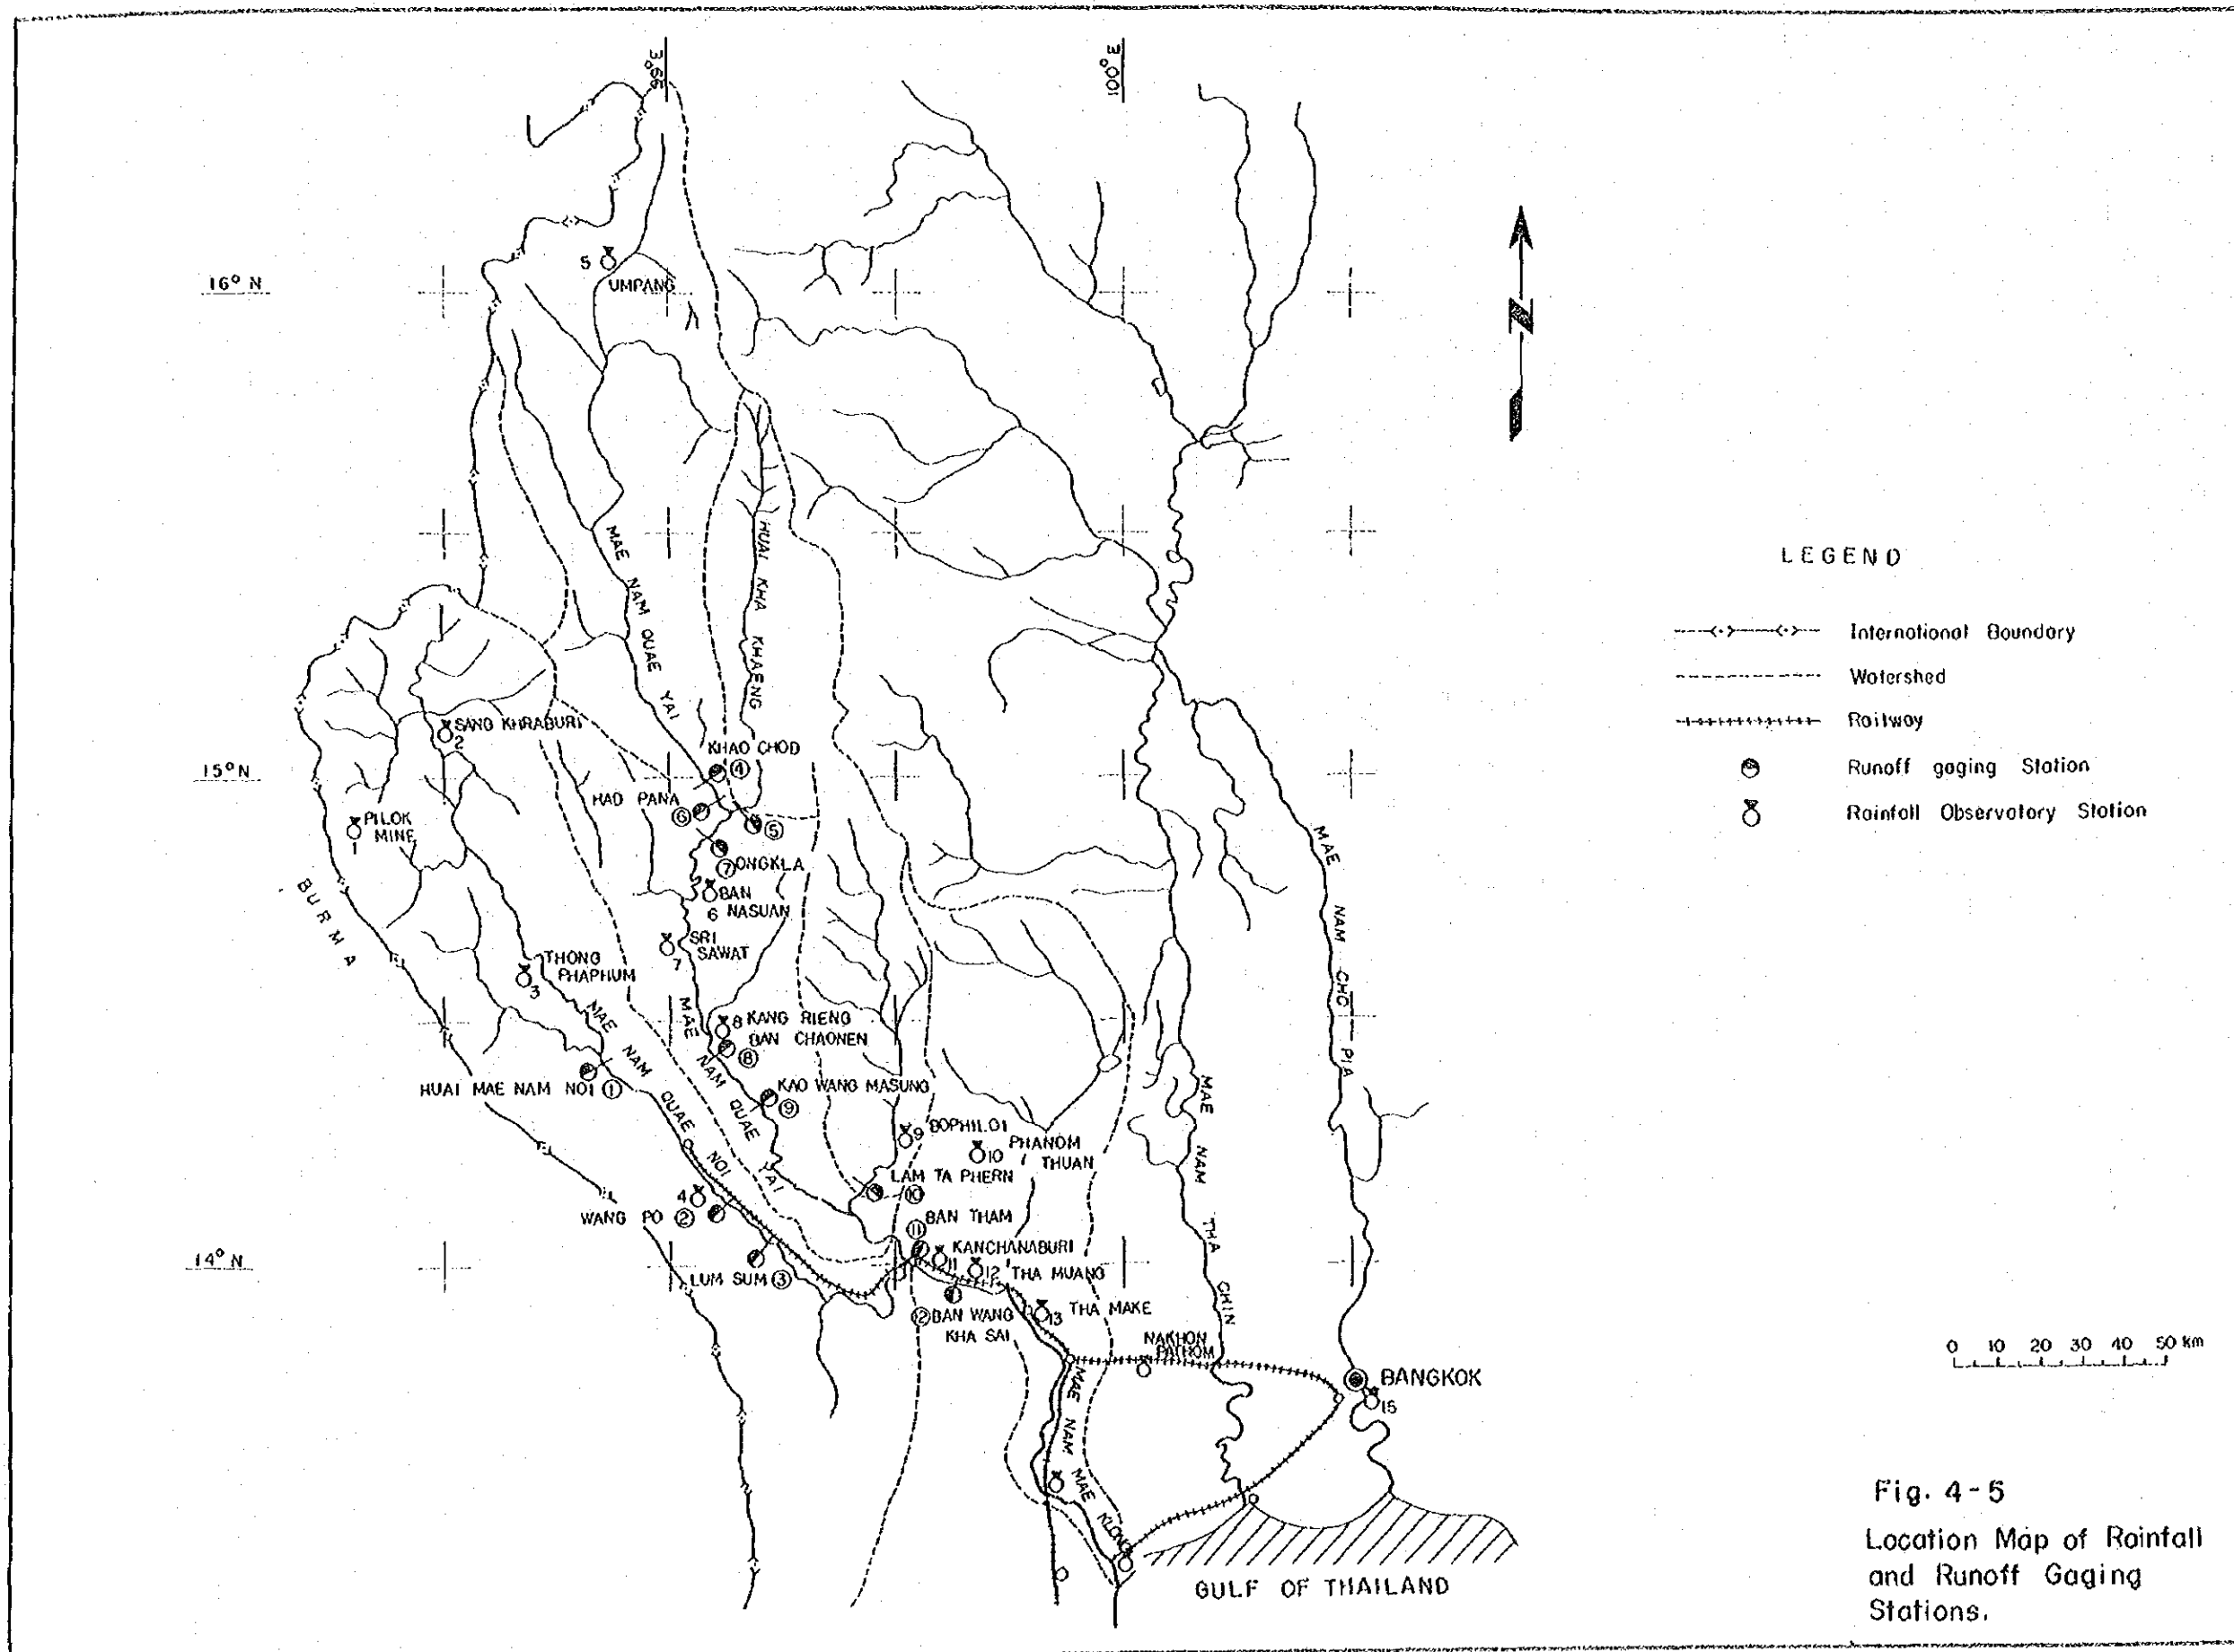 99° E
100° E
16° N
5
UMPANG
MAE NAM QUAE YAI
HUAI KHA KHAENG
SANG KHRABURI
2
15° N
KHAO CHOD
④
HAD PANA
⑥
⑤
PILOK
MINE
1
⑦ ONGKLA
BAN
6 NASUAN
BURMA
SRI
7 SAWAT
THONG
PHAPHUM
3
MAE NAM QUAE NOI
MAE NAM QUAE YAI
8 KANG RIENG
BAN CHAONEN
⑧
HUAI MAE NAM NOI ①
KAO WANG MASUNG
⑨
9 BOPHILOI
10 PHANOM
THUAN
LAM TA PHERN
⑩
4
WANG PO ②
BAN THAM
⑪
14° N
KANCHANABURI
11
12 THA MUANG
LUM SUM ③
⑫ BAN WANG
KHA SAI
13 THA MAKE
NAKHON
PATHOM
MAE NAM THA CHIN
MAE NAM CHO PIA
MAE NAM MAE KLONG
BANGKOK
15
GULF OF THAILAND
N
LEGEND
International Boundary
Watershed
Railway
Runoff gaging Station
Rainfall Observatory Station
0 10 20 30 40 50 km
Fig. 4-5
Location Map of Rainfall
and Runoff Gaging
Stations.